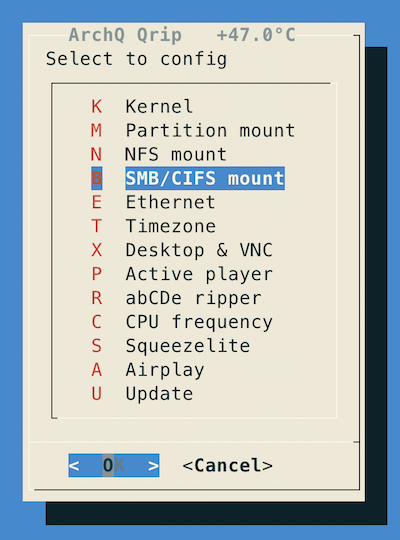 ArchQ Qrip +47.0°C
Select to config
K Kernel
M Partition mount
N NFS mount
B SMB/CIFS mount
E Ethernet
T Timezone
X Desktop & VNC
P Active player
R abCDe ripper
C CPU frequency
S Squeezelite
A Airplay
U Update
< OK > <Cancel>